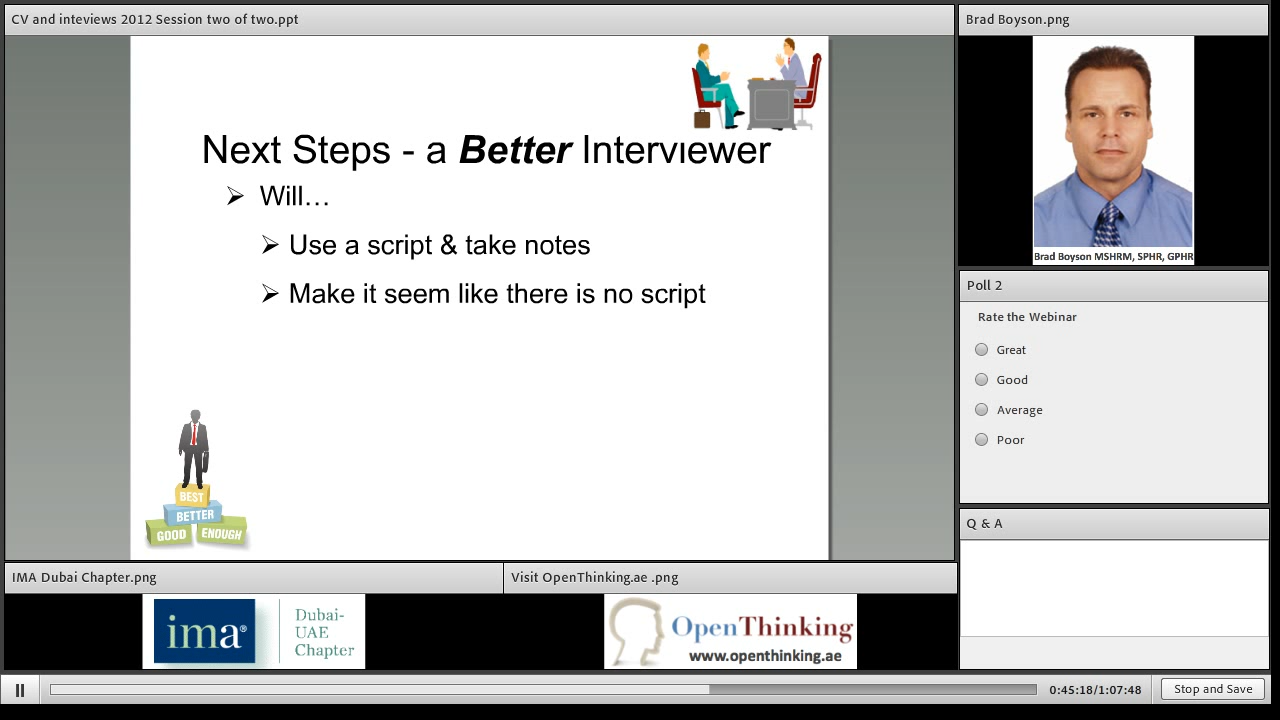 CV and inteviews 2012 Session two of two.ppt
Next Steps - a Better Interviewer
Will…
Use a script & take notes
Make it seem like there is no script
BEST
BETTER
GOOD ENOUGH
Brad Boyson.png
Brad Boyson MSHRM, SPHR, GPHR
Poll 2
Rate the Webinar
Great
Good
Average
Poor
Q & A
IMA Dubai Chapter.png
ima®
Dubai-
UAE
Chapter
Visit OpenThinking.ae .png
OpenThinking
www.openthinking.ae
0:45:18/1:07:48
Stop and Save